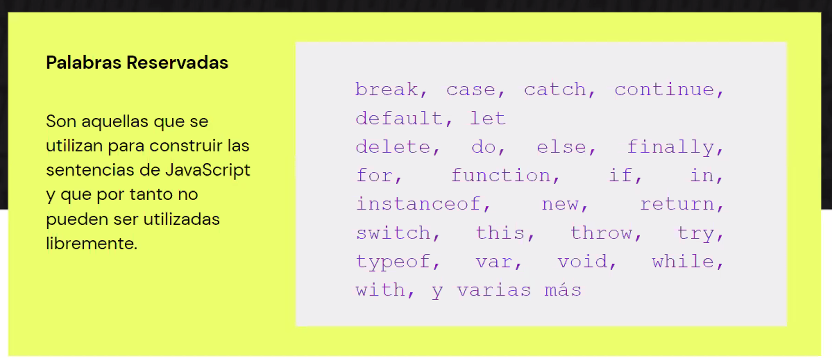 Palabras Reservadas
Son aquellas que se
utilizan para construir las
sentencias de JavaScript
y que por tanto no
pueden ser utilizadas
libremente.
break, case, catch, continue,
default, let
delete, do, else, finally,
for, function, if, in,
instanceof, new, return,
switch, this, throw, try,
typeof, var, void, while,
with, y varias más